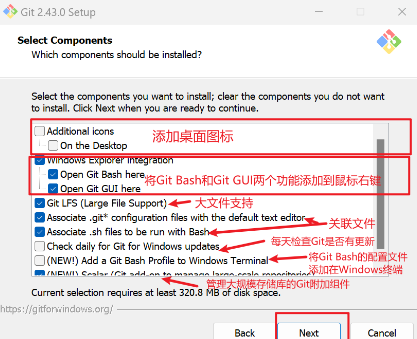 Git 2.43.0 Setup
Select Components
Which components should be installed?
Select the components you want to install; clear the components you do not want
to install. Click Next when you are ready to continue.
Additional icons
添加桌面图标
On the Desktop
Windows Explorer Integration
Open Git Bash here
将Git Bash和Git GUI两个功能添加到鼠标右键
Open Git GUI here
Git LFS (Large File Support)
大文件支持
Associate .git* configuration files with the default text editor
关联文件
Associate .sh files to be run with Bash
每天检查Git是否有更新
Check daily for Git for Windows updates
将Git Bash的配置文件
(NEW!) Add a Git Bash Profile to Windows Terminal
添加在Windows终端
(NEW!) Scalar (Git add-on to manage large-scale repositories)
管理大规模存储库的Git附加组件
Current selection requires at least 320.8 MB of disk space.
https://gitforwindows.org/
Back
Next
Cancel